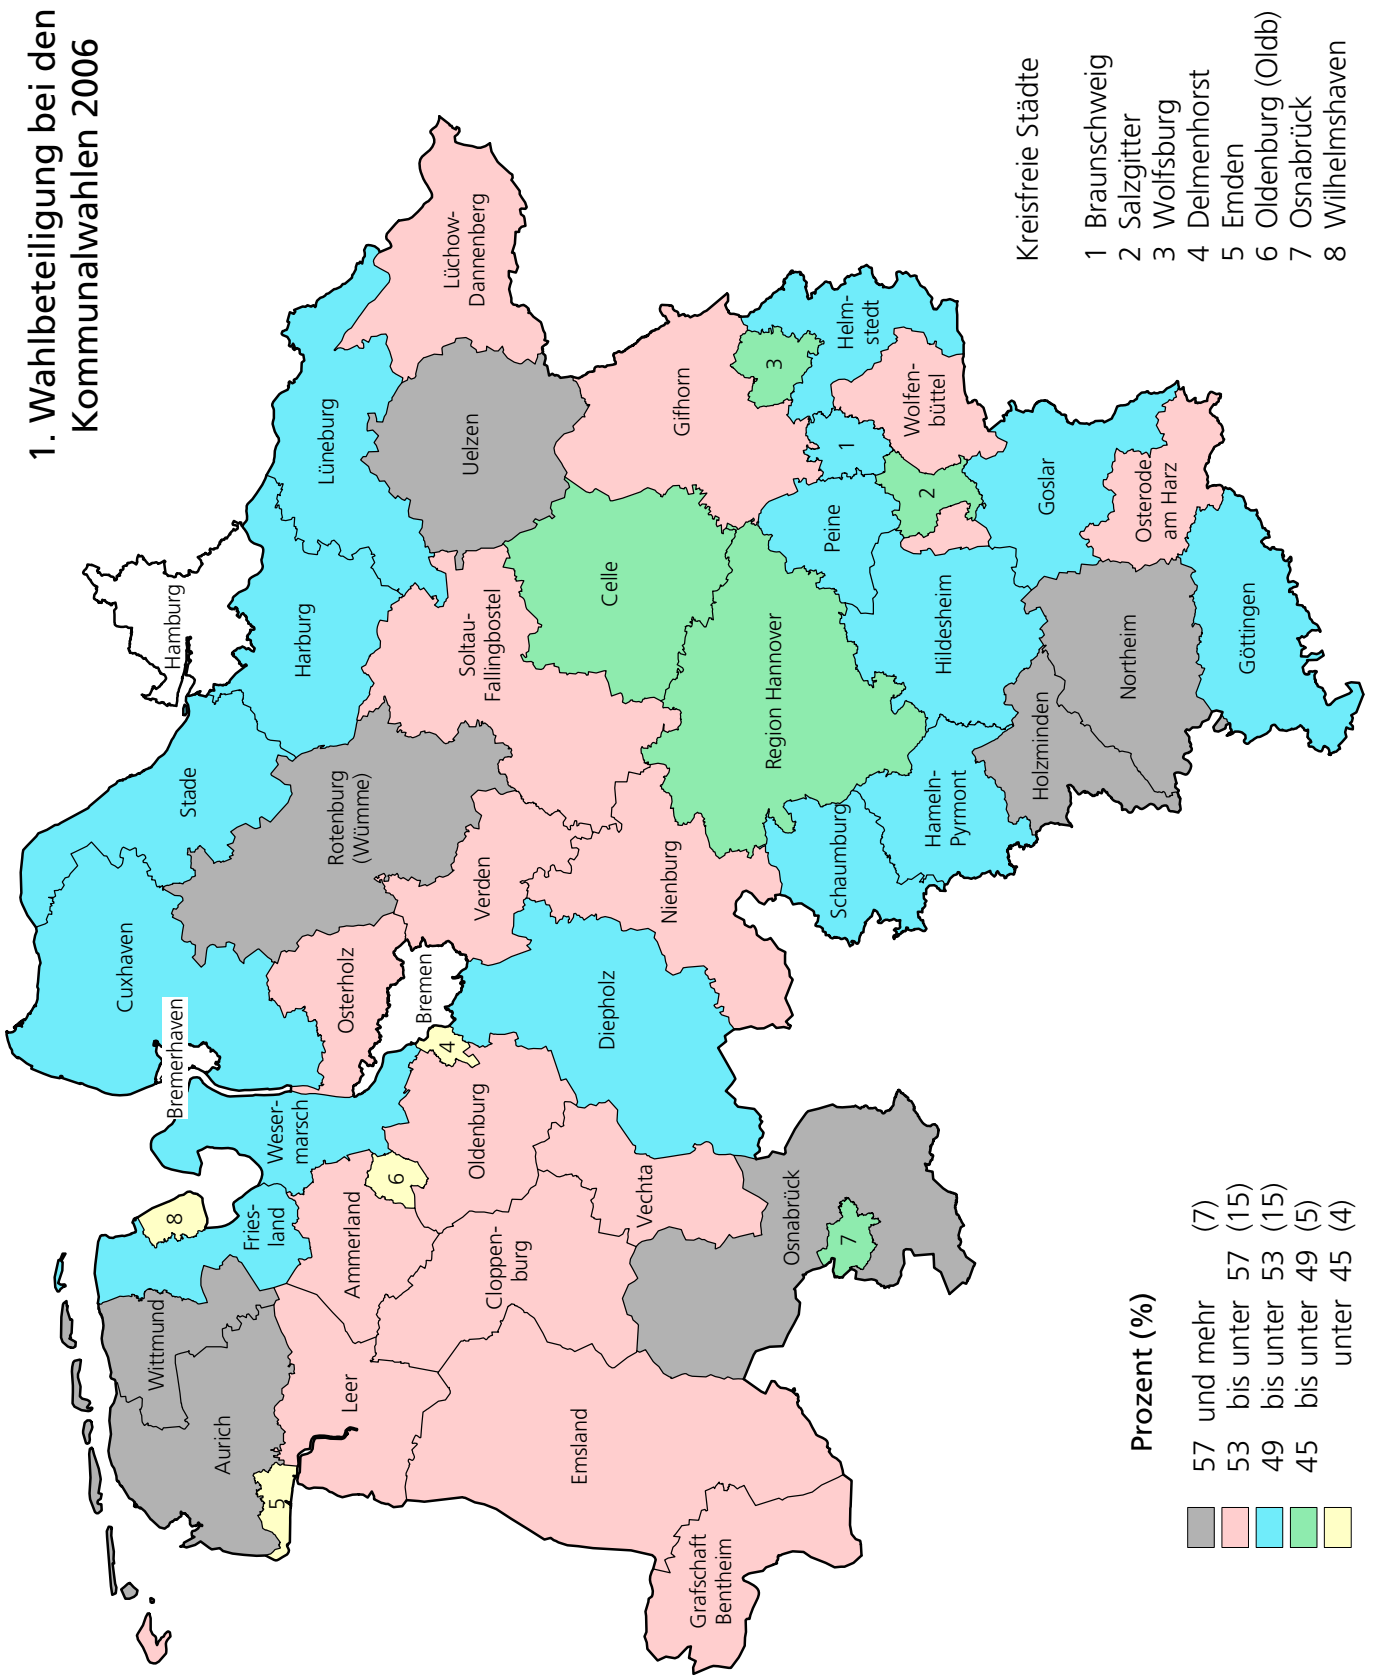 1. Wahlbeteiligung bei den
Kommunalwahlen 2006
Hamburg
Stade
Cuxhaven
Bremerhaven
Harburg
Lüneburg
Lüchow-
Dannenberg
Uelzen
Rotenburg
(Wümme)
Soltau-
Fallingbostel
Celle
Gifhorn
Osterholz
Verden
Bremen
Weser-
marsch
Fries-
land
Wittmund
Aurich
Leer
Ammerland
Oldenburg
Cloppen-
burg
Vechta
Diepholz
Nienburg
Emsland
Grafschaft
Bentheim
Osnabrück
Region Hannover
Schaumburg
Hameln-
Pyrmont
Hildesheim
Peine
Helm-
stedt
Wolfen-
büttel
Goslar
Osterode
am Harz
Holzminden
Northeim
Göttingen
1
2
3
4
5
6
7
8
Kreisfreie Städte
1 Braunschweig
2 Salzgitter
3 Wolfsburg
4 Delmenhorst
5 Emden
6 Oldenburg (Oldb)
7 Osnabrück
8 Wilhelmshaven
Prozent (%)
57 und mehr (7)
53 bis unter 57 (15)
49 bis unter 53 (15)
45 bis unter 49 (5)
unter 45 (4)